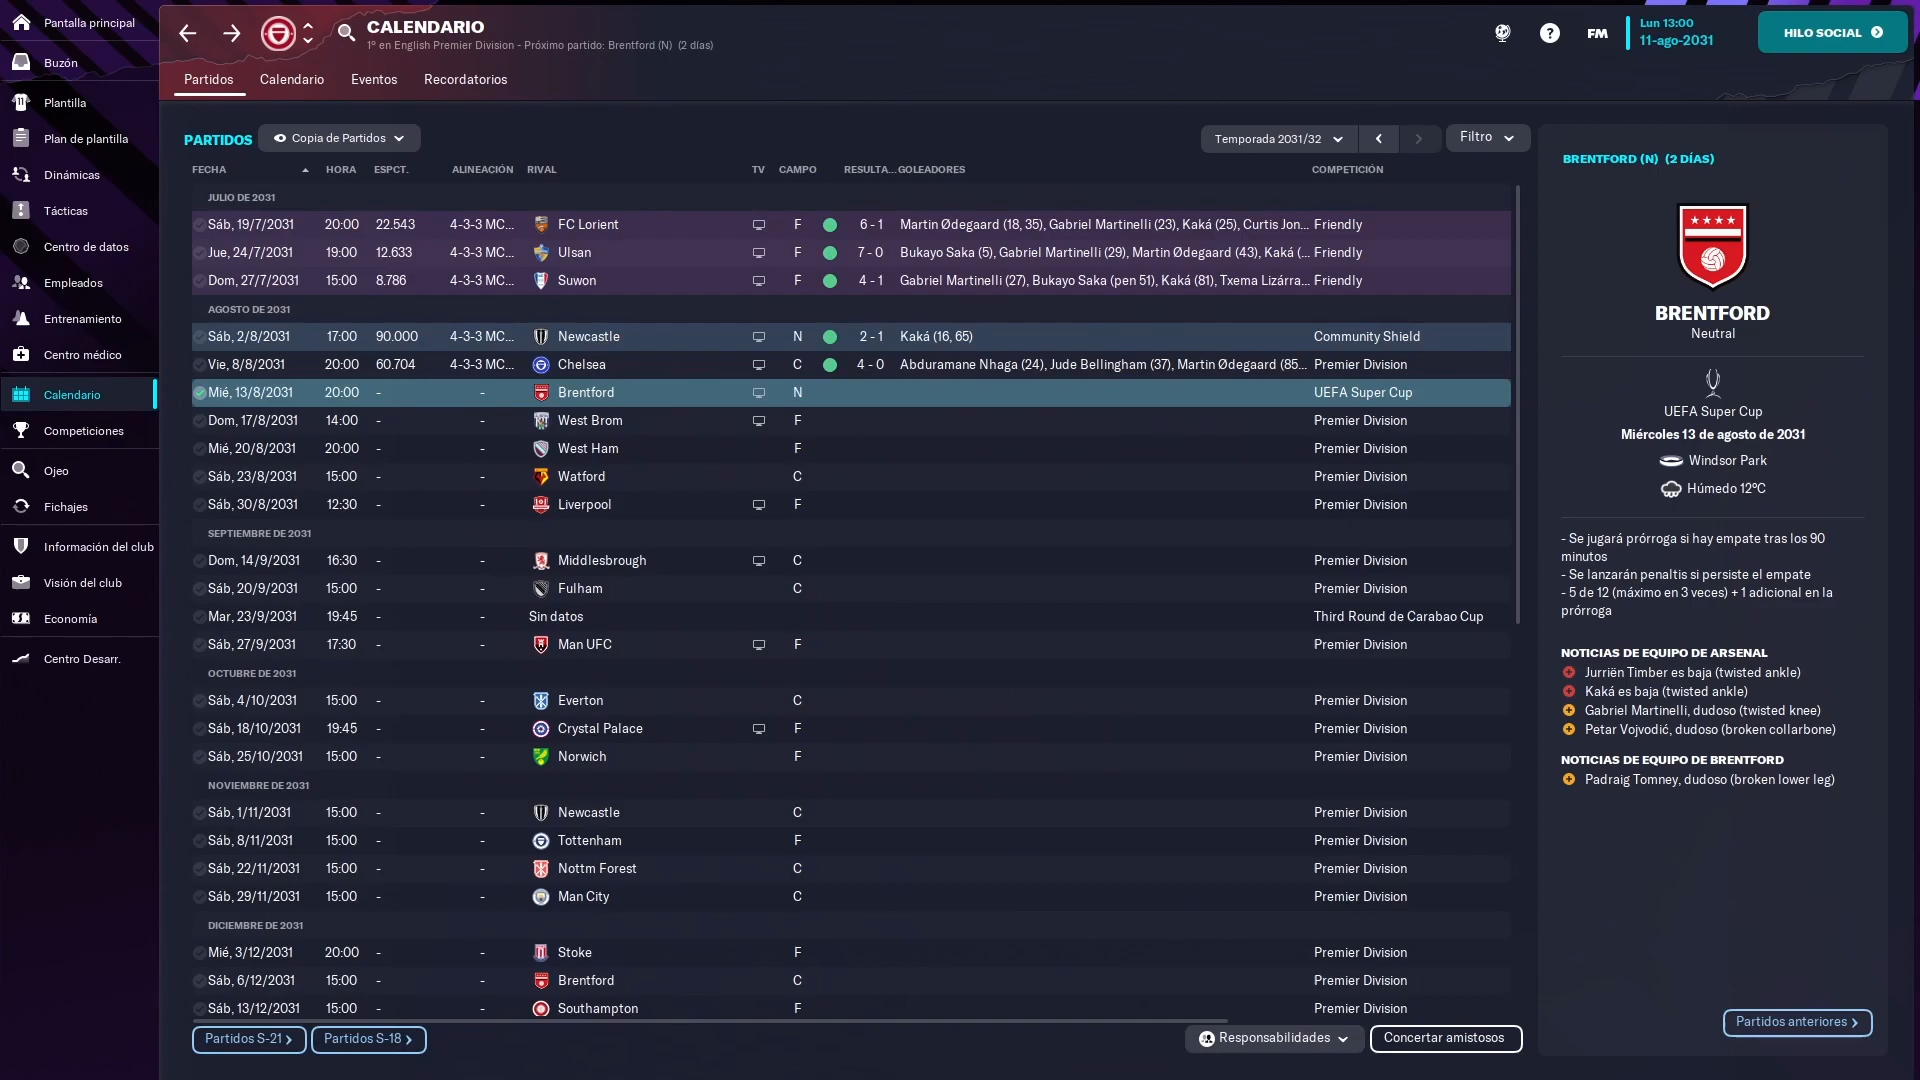 Pantalla principal
Buzón
Plantilla
Plan de plantilla
Dinámicas
Tácticas
Centro de datos
Empleados
Entrenamiento
Centro médico
Calendario
Competiciones
Ojeo
Fichajes
Información del club
Visión del club
Economía
Centro Desarr.
CALENDARIO
1º en English Premier Division - Próximo partido: Brentford (N) (2 días)
FM
Lun 13:00
11-ago-2031
HILO SOCIAL
Partidos Calendario Eventos Recordatorios
PARTIDOS Copia de Partidos Temporada 2031/32 Filtro
FECHA HORA ESPCT. ALINEACIÓN RIVAL TV CAMPO RESULTA... GOLEADORES COMPETICIÓN
JULIO DE 2031
Sáb, 19/7/2031 20:00 22.543 4-3-3 MC... FC Lorient F 6 - 1 Martin Ødegaard (18, 35), Gabriel Martinelli (23), Kaká (25), Curtis Jon... Friendly
Jue, 24/7/2031 19:00 12.633 4-3-3 MC... Ulsan F 7 - 0 Bukayo Saka (5), Gabriel Martinelli (29), Martin Ødegaard (43), Kaká (... Friendly
Dom, 27/7/2031 15:00 8.786 4-3-3 MC... Suwon F 4 - 1 Gabriel Martinelli (27), Bukayo Saka (pen 51), Kaká (81), Txema Lizárra... Friendly
AGOSTO DE 2031
Sáb, 2/8/2031 17:00 90.000 4-3-3 MC... Newcastle N 2 - 1 Kaká (16, 65) Community Shield
Vie, 8/8/2031 20:00 60.704 4-3-3 MC... Chelsea C 4 - 0 Abduramane Nhaga (24), Jude Bellingham (37), Martin Ødegaard (85... Premier Division
Mié, 13/8/2031 20:00 - - Brentford N UEFA Super Cup
Dom, 17/8/2031 14:00 - - West Brom F Premier Division
Mié, 20/8/2031 20:00 - - West Ham F Premier Division
Sáb, 23/8/2031 15:00 - - Watford C Premier Division
Sáb, 30/8/2031 12:30 - - Liverpool F Premier Division
SEPTIEMBRE DE 2031
Dom, 14/9/2031 16:30 - - Middlesbrough C Premier Division
Sáb, 20/9/2031 15:00 - - Fulham C Premier Division
Mar, 23/9/2031 19:45 - - Sin datos Third Round de Carabao Cup
Sáb, 27/9/2031 17:30 - - Man UFC F Premier Division
OCTUBRE DE 2031
Sáb, 4/10/2031 15:00 - - Everton C Premier Division
Sáb, 18/10/2031 19:45 - - Crystal Palace F Premier Division
Sáb, 25/10/2031 15:00 - - Norwich F Premier Division
NOVIEMBRE DE 2031
Sáb, 1/11/2031 15:00 - - Newcastle C Premier Division
Sáb, 8/11/2031 15:00 - - Tottenham F Premier Division
Sáb, 22/11/2031 15:00 - - Nottm Forest C Premier Division
Sáb, 29/11/2031 15:00 - - Man City C Premier Division
DICIEMBRE DE 2031
Mié, 3/12/2031 20:00 - - Stoke F Premier Division
Sáb, 6/12/2031 15:00 - - Brentford C Premier Division
Sáb, 13/12/2031 15:00 - - Southampton F Premier Division
Partidos S-21 Partidos S-18 Responsabilidades Concertar amistosos
BRENTFORD (N) (2 DÍAS)
BRENTFORD
Neutral
UEFA Super Cup
Miércoles 13 de agosto de 2031
Windsor Park
Húmedo 12ºC
- Se jugará prórroga si hay empate tras los 90
minutos
- Se lanzarán penaltis si persiste el empate
- 5 de 12 (máximo en 3 veces) + 1 adicional en la
prórroga
NOTICIAS DE EQUIPO DE ARSENAL
Jurriën Timber es baja (twisted ankle)
Kaká es baja (twisted ankle)
Gabriel Martinelli, dudoso (twisted knee)
Petar Vojvodić, dudoso (broken collarbone)
NOTICIAS DE EQUIPO DE BRENTFORD
Padraig Tomney, dudoso (broken lower leg)
Partidos anteriores